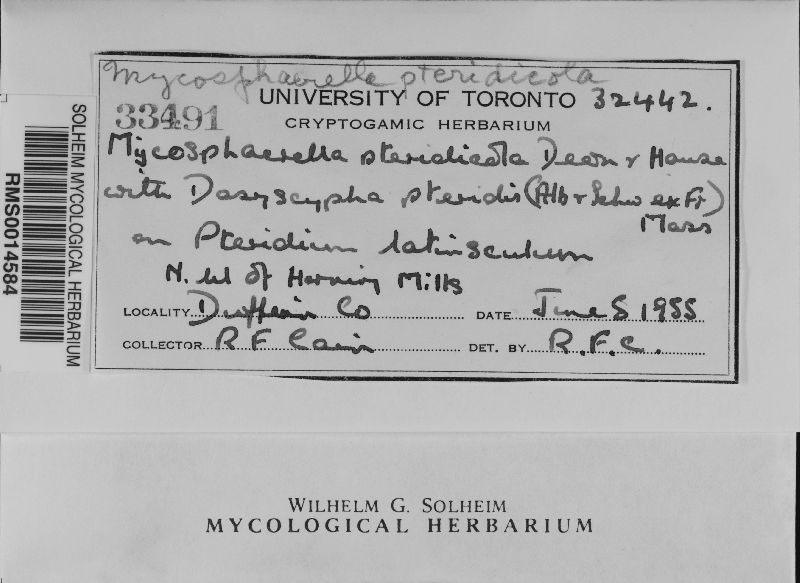 Mycosphaerella pteridicola
UNIVERSITY OF TORONTO 32442.
33491
CRYPTOGAMIC HERBARIUM
Mycosphaerella pteridicola Dearn & House
with Dasyscypha pteridis (Alb & Schw ex Fr)
Mass
on Pteridium latiusculum
N. W of Horning Mills
LOCALITY Dufferin Co DATE June 5 1955
COLLECTOR R F Cain DET. BY R.F.C.
SOLHEIM MYCOLOGICAL HERBARIUM
RMS0014584
WILHELM G. SOLHEIM
MYCOLOGICAL HERBARIUM